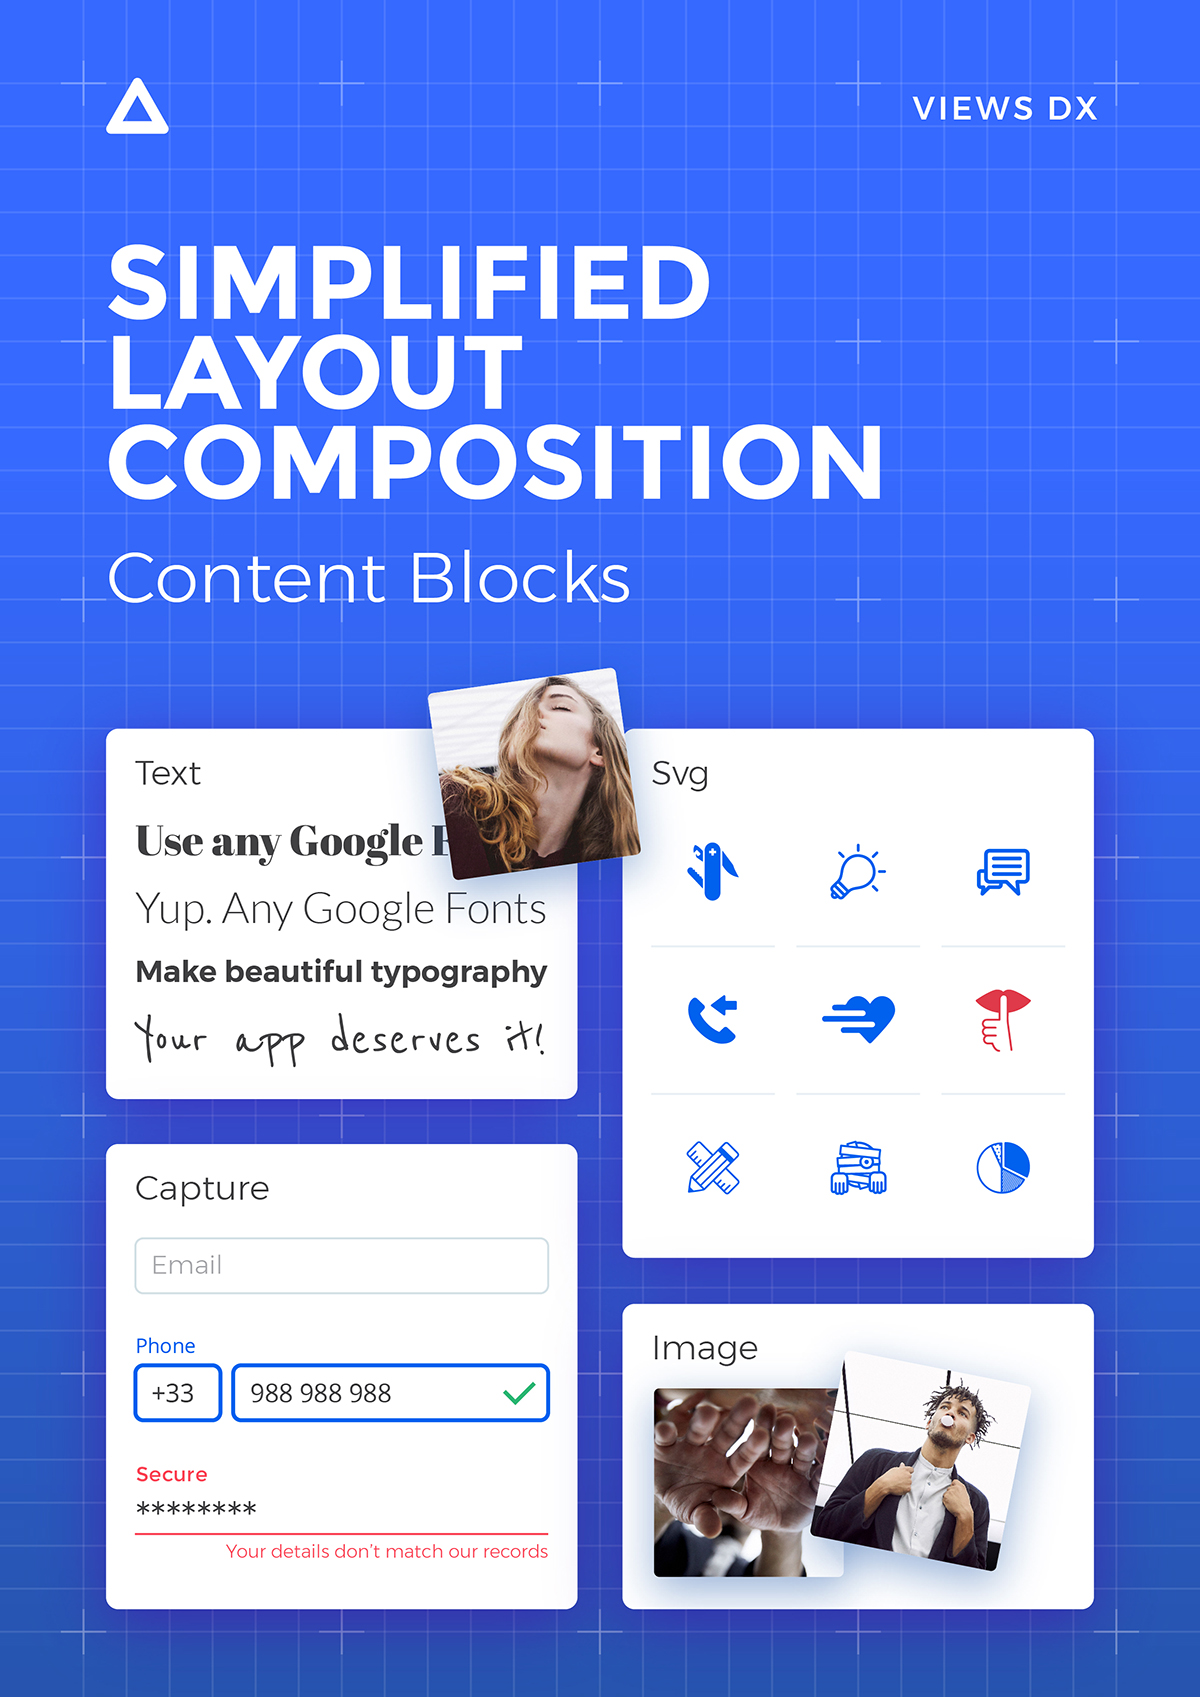 VIEWS DX
SIMPLIFIED
LAYOUT
COMPOSITION
Content Blocks
Text
Use any Google
Yup. Any Google Fonts
Make beautiful typography
Your app deserves it!
Svg
Capture
Email
Phone
+33
988 988 988
Secure
********
Your details don't match our records
Image